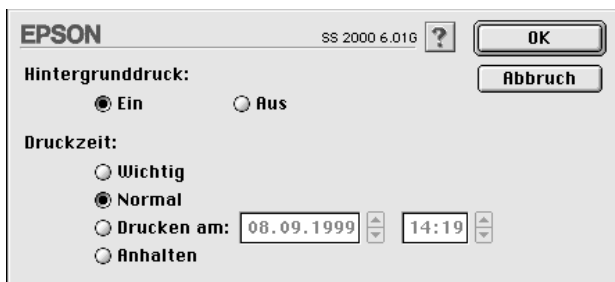 EPSON SS 2000 6.01G ? OK
Hintergrunddruck: Abbruch
Ein Aus
Druckzeit:
Wichtig
Normal
Drucken am: 08.09.1999 14:19
Anhalten